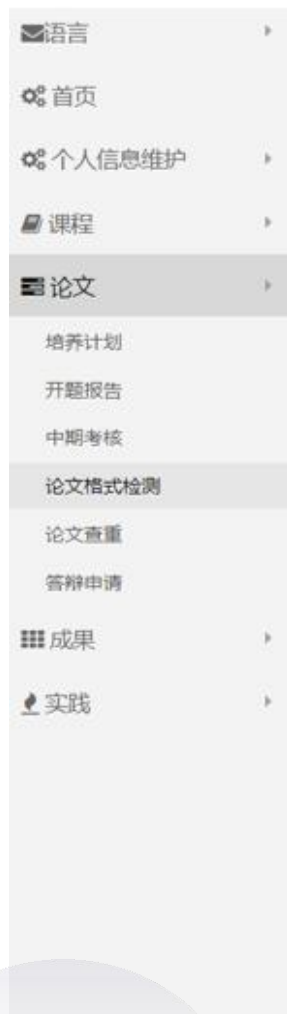 语言
首页
个人信息维护
课程
论文
培养计划
开题报告
中期考核
论文格式检测
论文查重
答辩申请
成果
实践